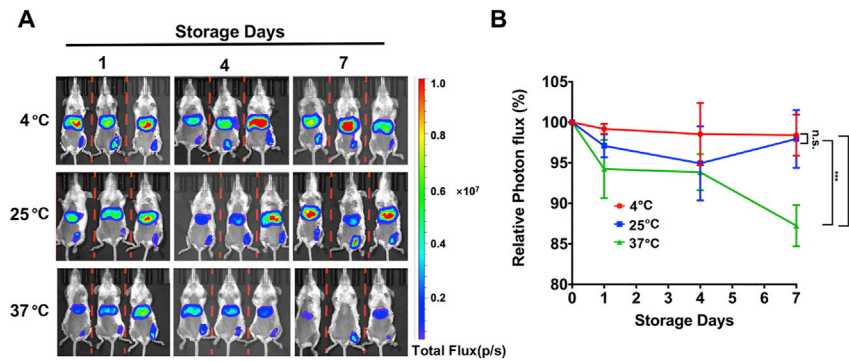 A
Storage Days
1 4 7
4°C
25°C
37°C
1.0
0.8
0.6
×10⁷
0.4
0.2
Total Flux(p/s)
B
Relative Photon flux (%)
105
100
95
90
85
80
0 1 2 3 4 5 6 7
Storage Days
4°C
25°C
37°C
n.s.
***